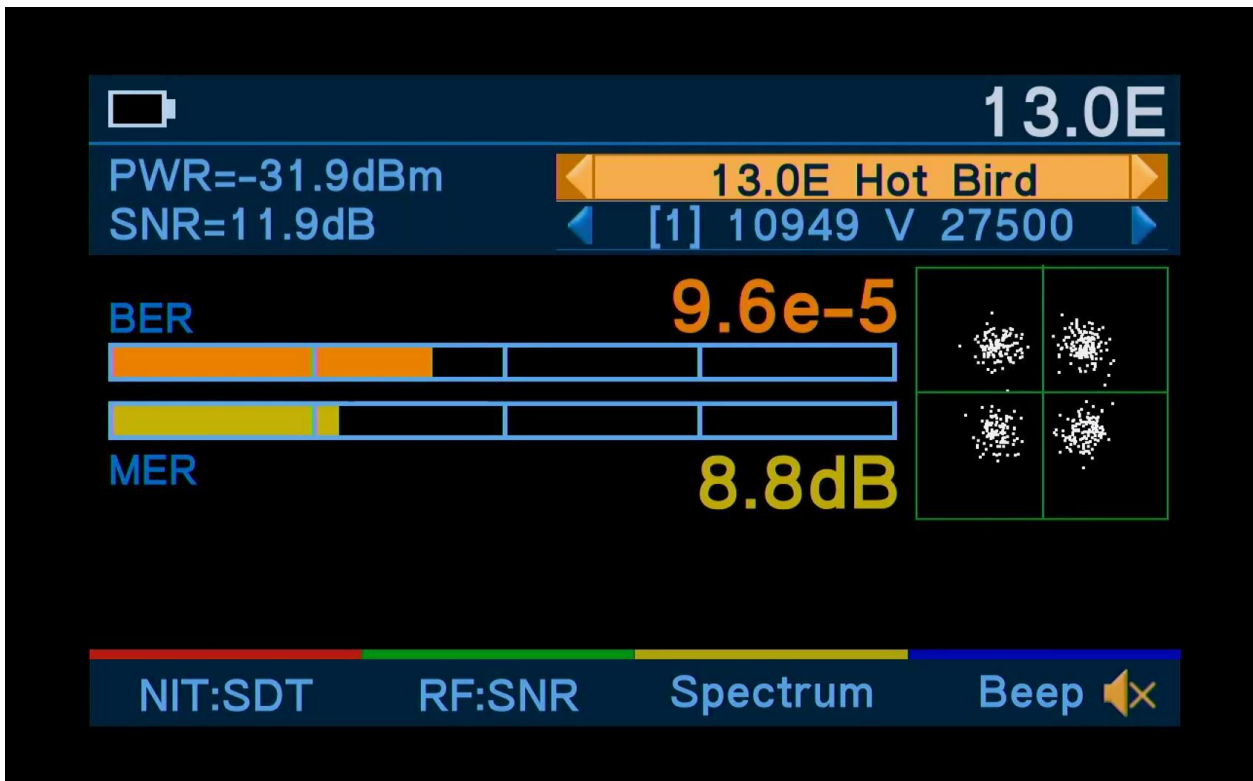 13.0E
PWR=-31.9dBm
13.0E Hot Bird
SNR=11.9dB
[1] 10949 V 27500
BER
9.6e-5
MER
8.8dB
NIT:SDT RF:SNR Spectrum Beep